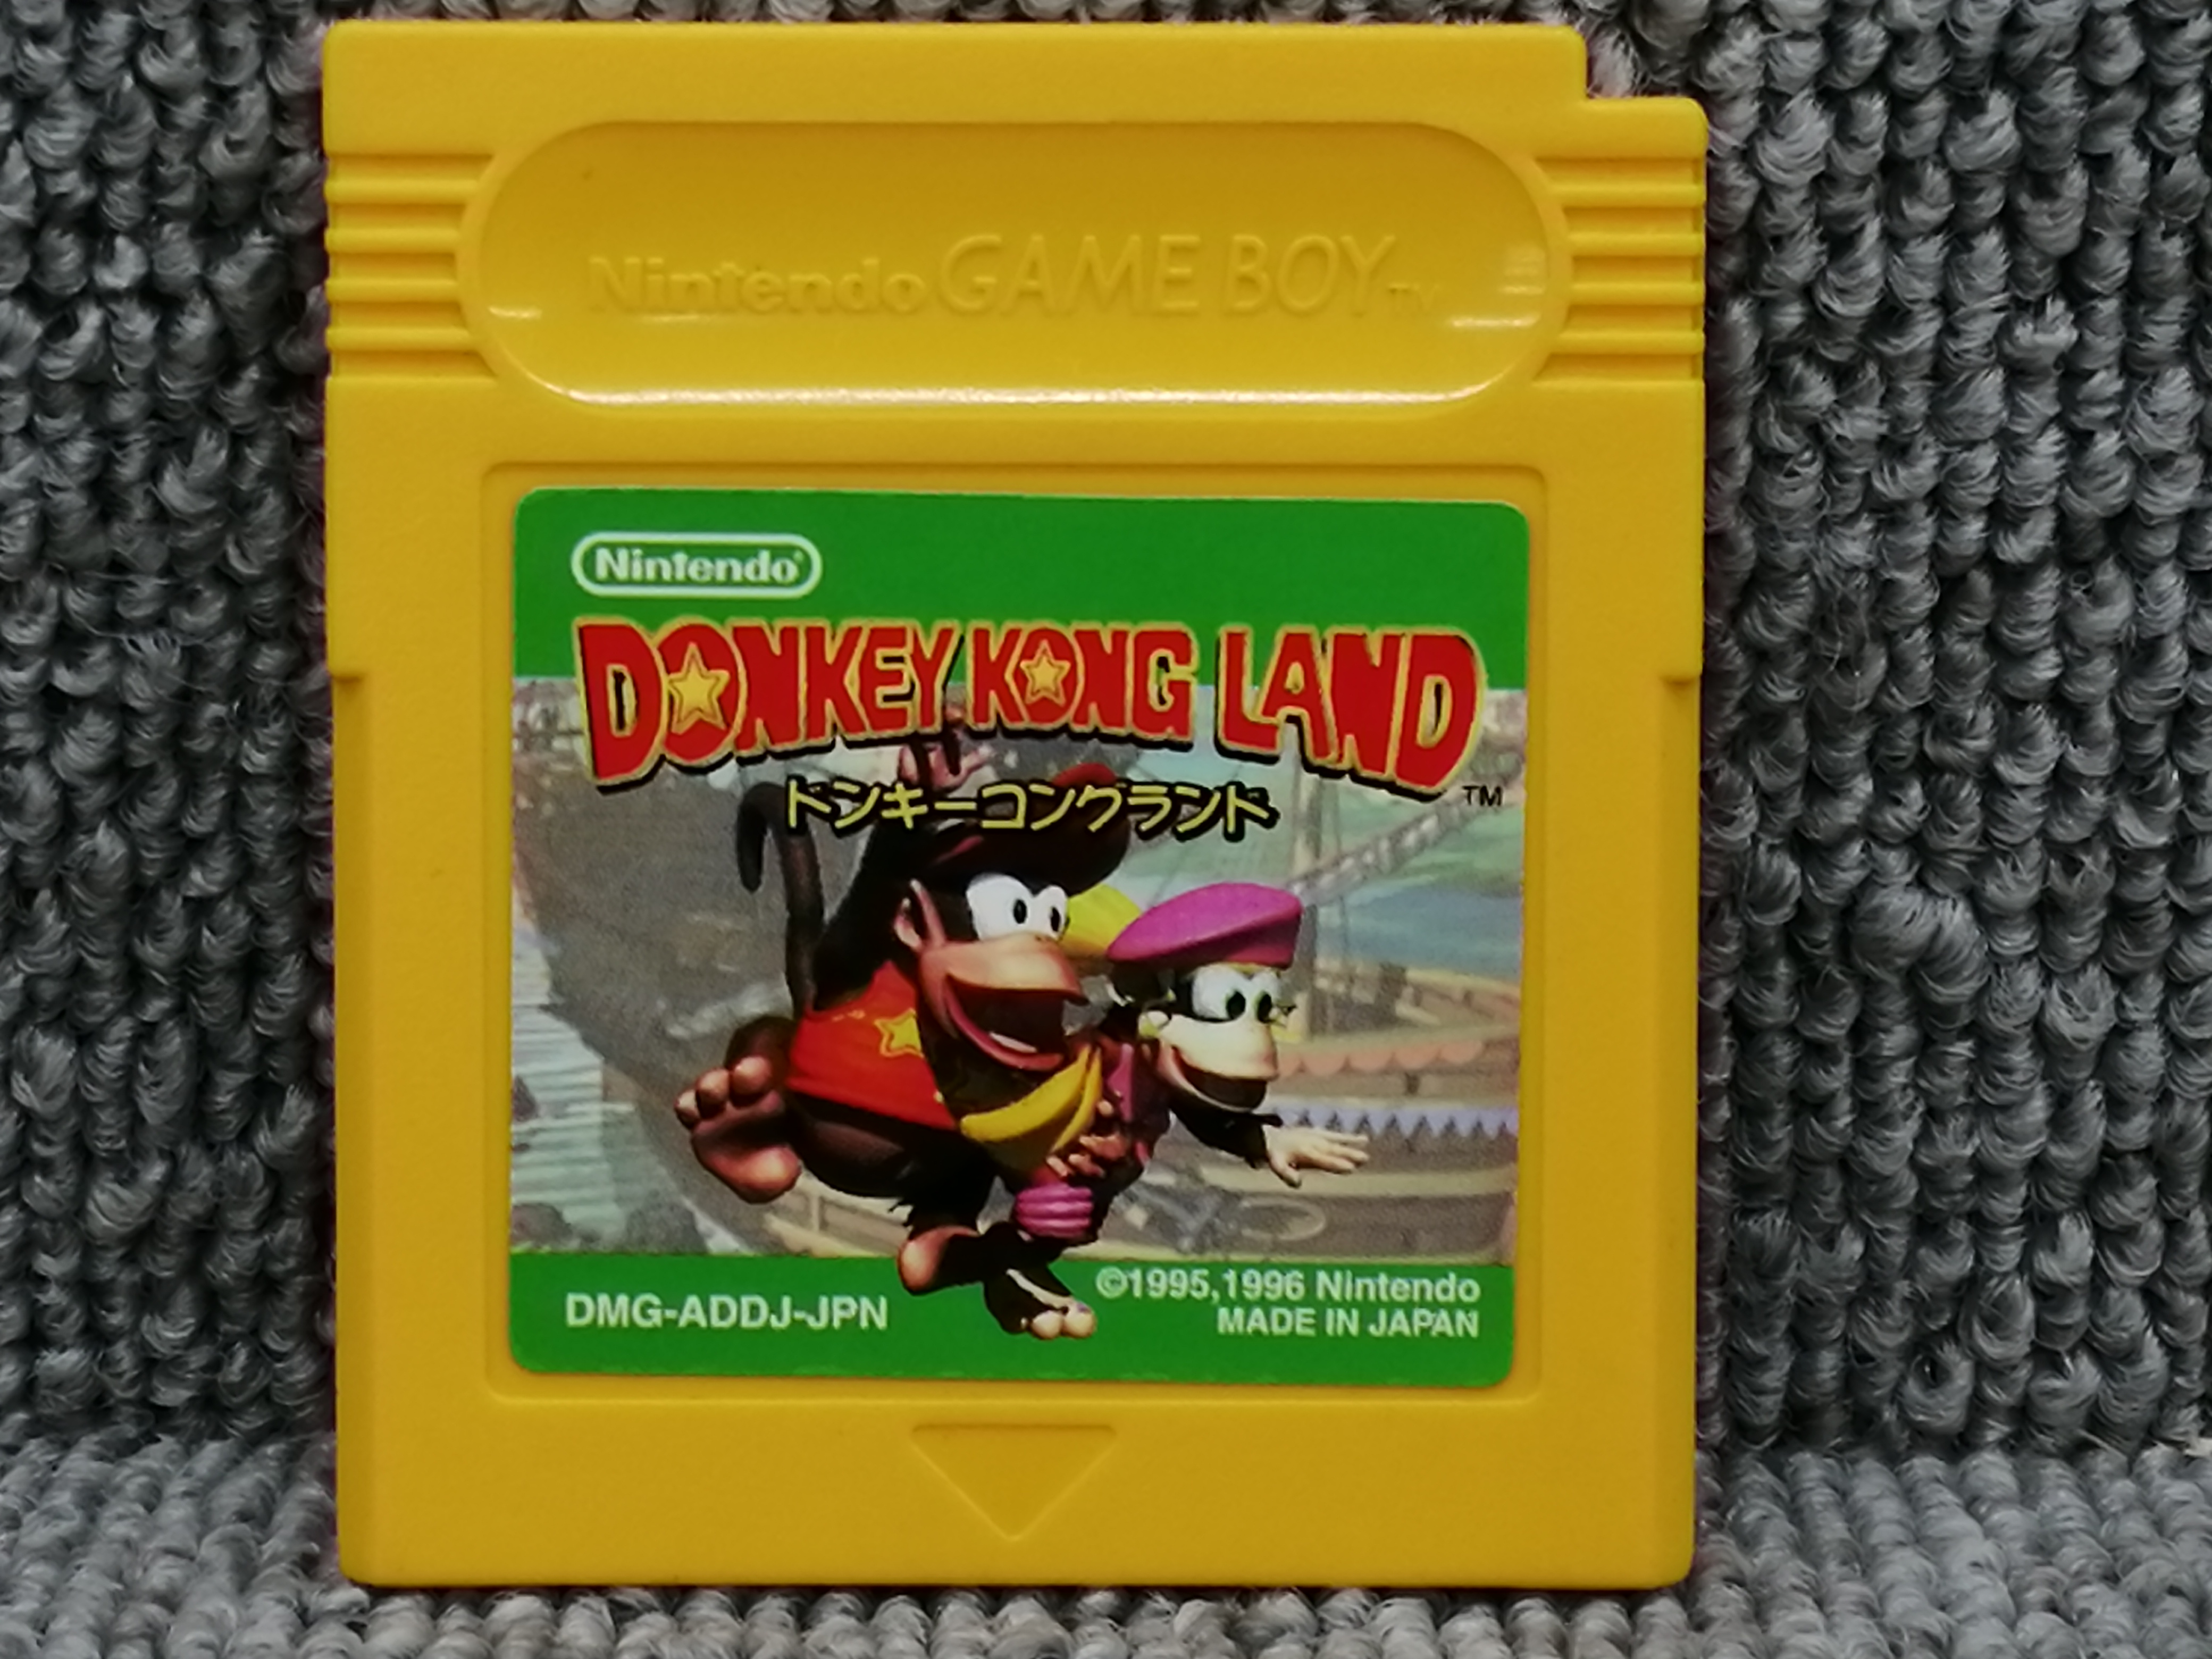 Nintendo GAME BOY TM
Nintendo®
DONKEY KONG LAND
TM
ドンキーコングランド
DMG-ADDJ-JPN
©1995,1996 Nintendo
MADE IN JAPAN